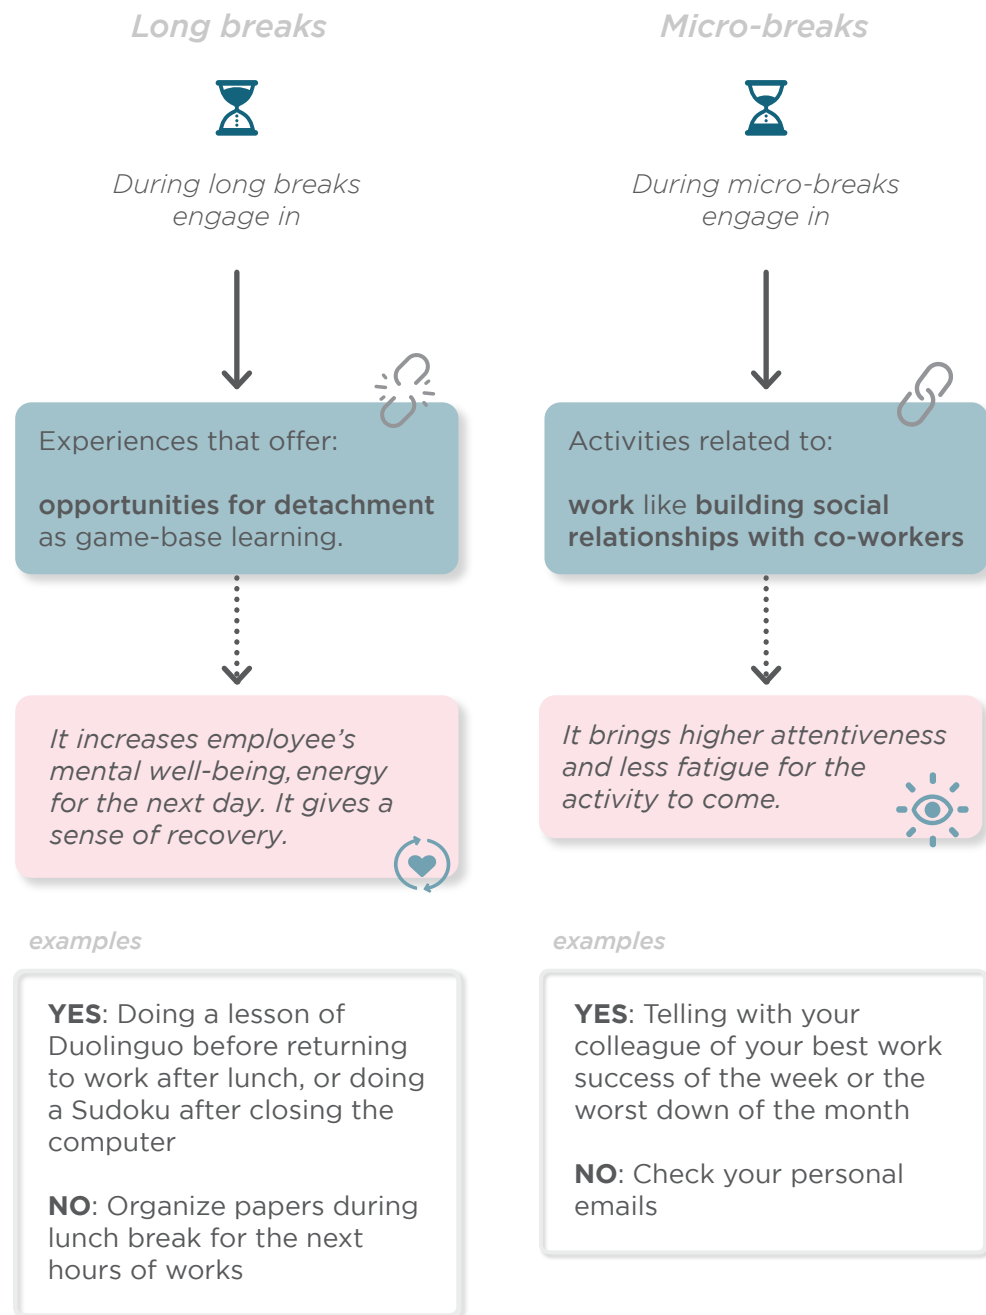 Long breaks
During long breaks
engage in
Experiences that offer:
opportunities for detachment
as game-base learning.
It increases employee's
mental well-being, energy
for the next day. It gives a
sense of recovery.
examples
YES: Doing a lesson of
Duolinguo before returning
to work after lunch, or doing
a Sudoku after closing the
computer
NO: Organize papers during
lunch break for the next
hours of works
Micro-breaks
During micro-breaks
engage in
Activities related to:
work like building social
relationships with co-workers
It brings higher attentiveness
and less fatigue for the
activity to come.
examples
YES: Telling with your
colleague of your best work
success of the week or the
worst down of the month
NO: Check your personal
emails